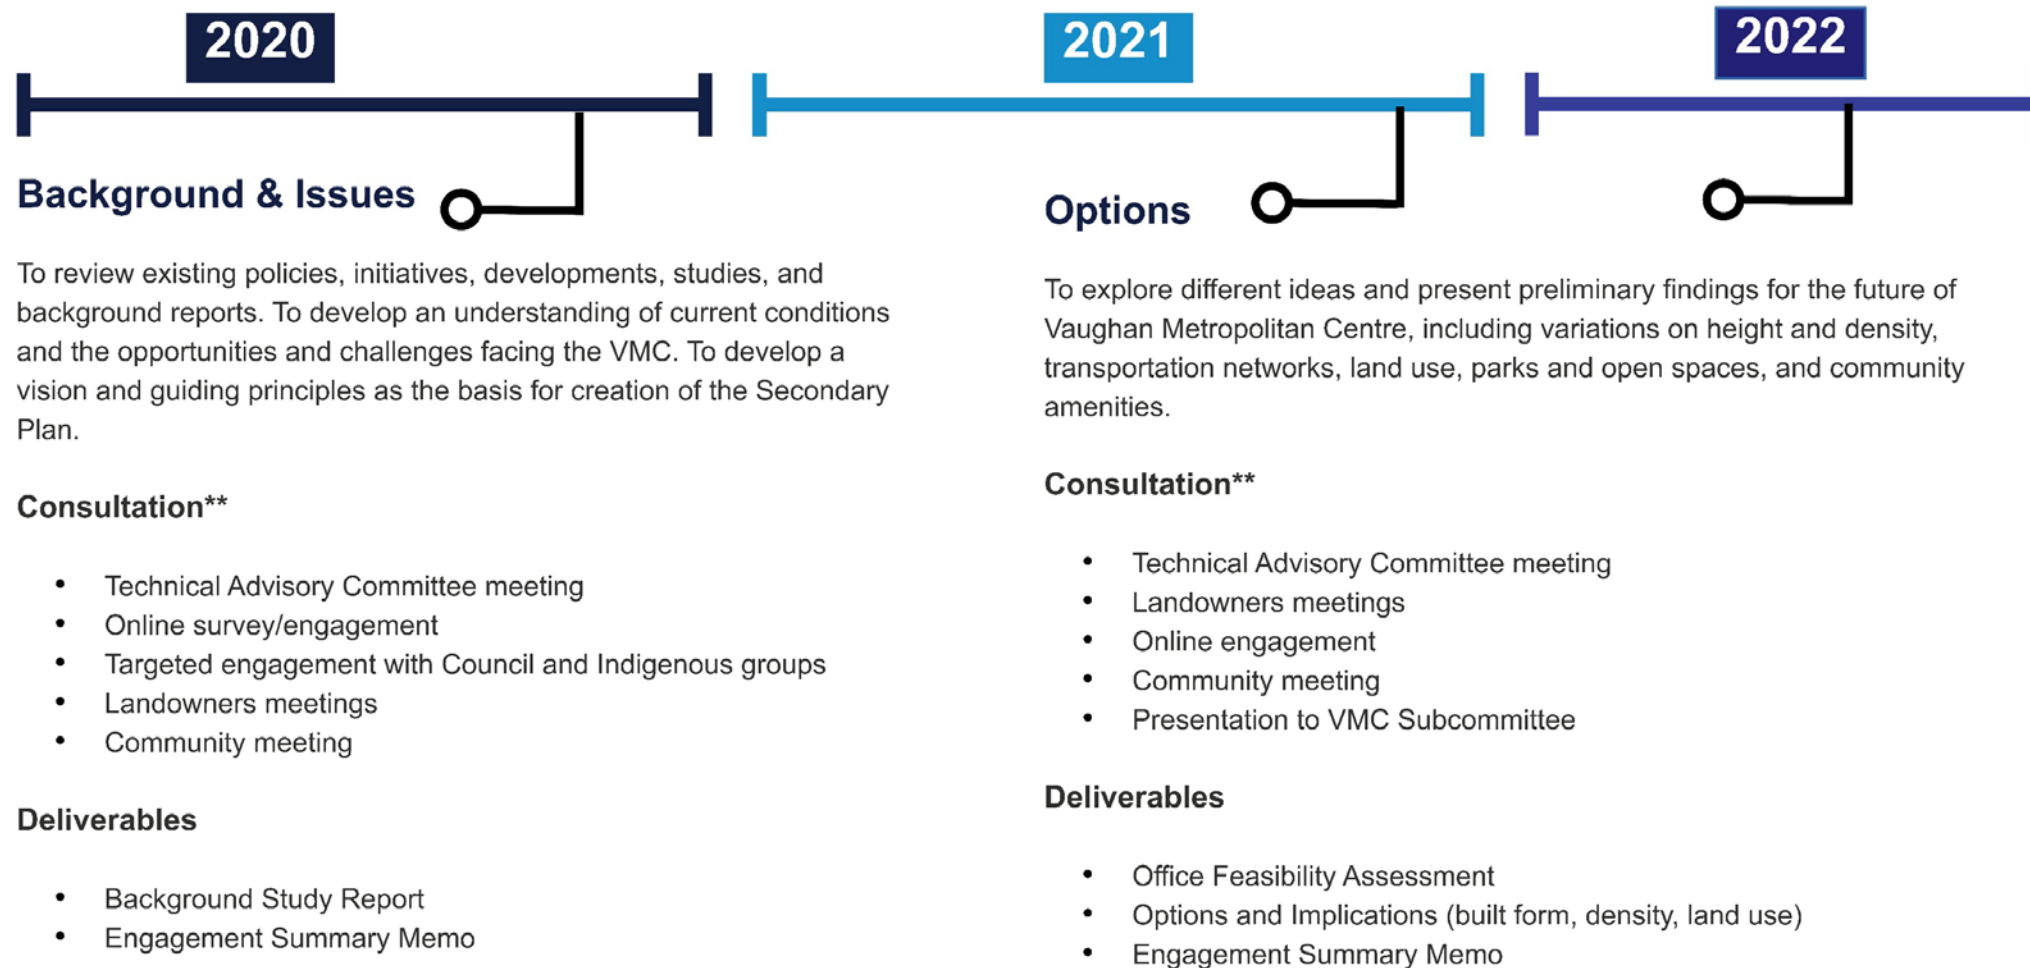 2020
2021
2022
Background & Issues
To review existing policies, initiatives, developments, studies, and
background reports. To develop an understanding of current conditions
and the opportunities and challenges facing the VMC. To develop a
vision and guiding principles as the basis for creation of the Secondary
Plan.
Consultation**
• Technical Advisory Committee meeting
• Online survey/engagement
• Targeted engagement with Council and Indigenous groups
• Landowners meetings
• Community meeting
Deliverables
• Background Study Report
• Engagement Summary Memo
Options
To explore different ideas and present preliminary findings for the future of
Vaughan Metropolitan Centre, including variations on height and density,
transportation networks, land use, parks and open spaces, and community
amenities.
Consultation**
• Technical Advisory Committee meeting
• Landowners meetings
• Online engagement
• Community meeting
• Presentation to VMC Subcommittee
Deliverables
• Office Feasibility Assessment
• Options and Implications (built form, density, land use)
• Engagement Summary Memo